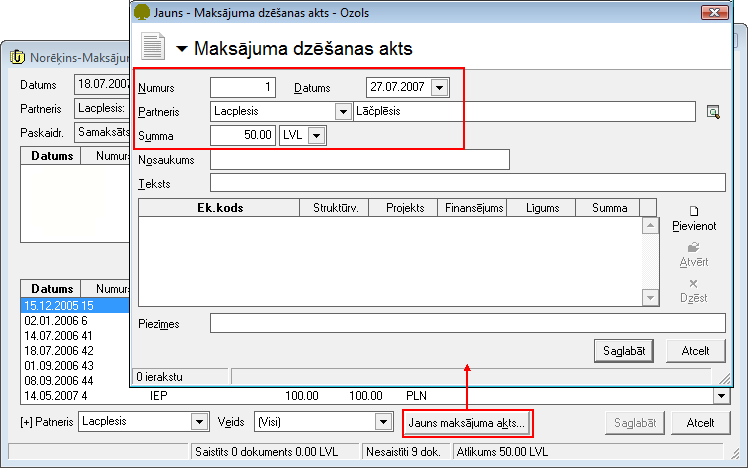 Jauns - Maksājuma dzēšanas akts - Ozols
Maksājuma dzēšanas akts
Numurs 1 Datums 27.07.2007
Partneris Lacplesis Lāčplēsis
Summa 50.00 LVL
Nosaukums
Teksts
Ek.kods Struktūrv. Projekts Finansējums Līgums Summa
Pievienot
Atvērt
Dzēst
Piezīmes
Saglabāt Atcelt
0 ierakstu
Norēķins-Maksājum
Datums 18.07.2007
Partneris Lacplesis:
Paskaidr. Samaksāts
Datums Numurs
Datums Numurs
15.12.2005 15
02.01.2006 6
14.07.2006 41
18.07.2006 42
01.09.2006 43
08.09.2006 44
14.05.2007 4 IEP 100.00 100.00 PLN
[+] Patneris Lacplesis Veids (Visi) Jauns maksājuma akts... Saglabāt Atcelt
Saistīts 0 dokuments 0.00 LVL Nesaistīti 9 dok. Atlikums 50.00 LVL